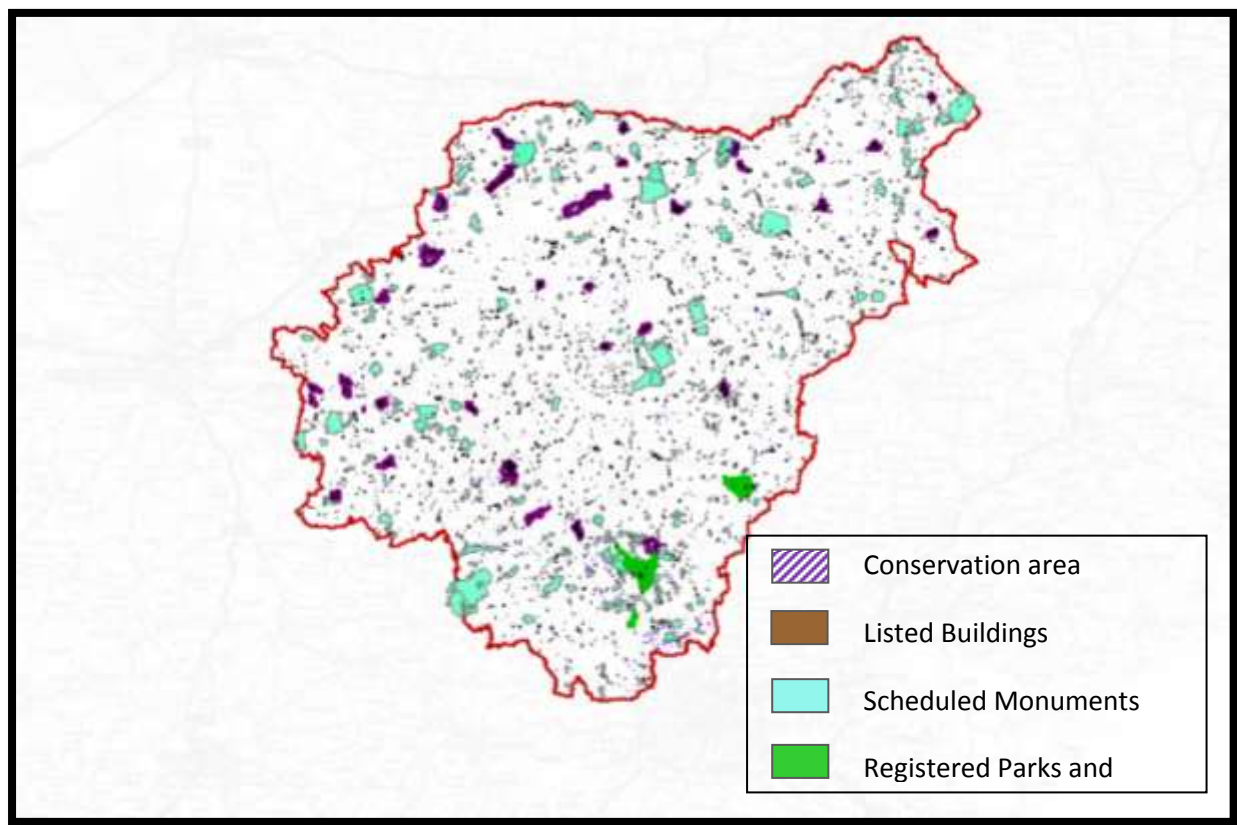 Conservation area
Listed Buildings
Scheduled Monuments
Registered Parks and